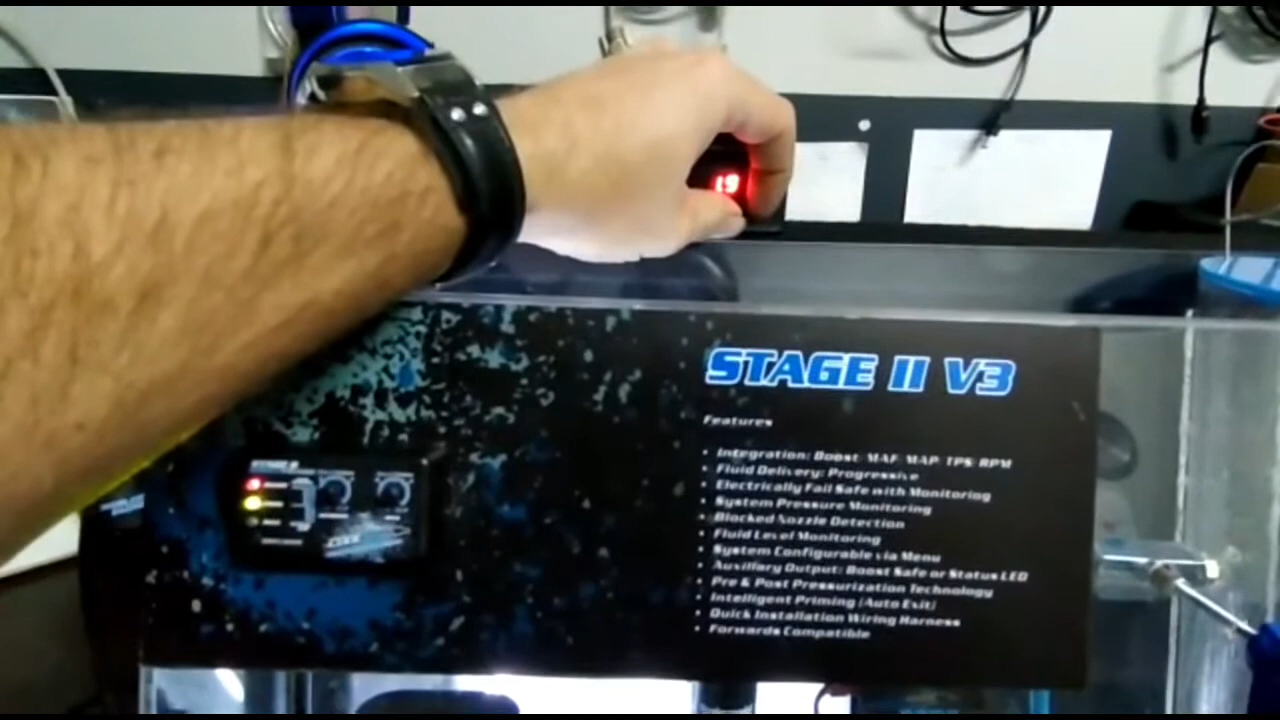 19
STAGE II V3
Features
• Integration: Boost MAF MAP TPS RPM
• Fluid Delivery: Progressive
• Electrically Fail Safe with Monitoring
• System Pressure Monitoring
• Blocked Nozzle Detection
• Fluid Level Monitoring
• System Configurable via Menu
• Auxillary Output: Boost Safe or Status LED
• Pre & Post Pressurization Technology
• Intelligent Priming (Auto Exit)
• Quick Installation Wiring Harness
• Forwards Compatible